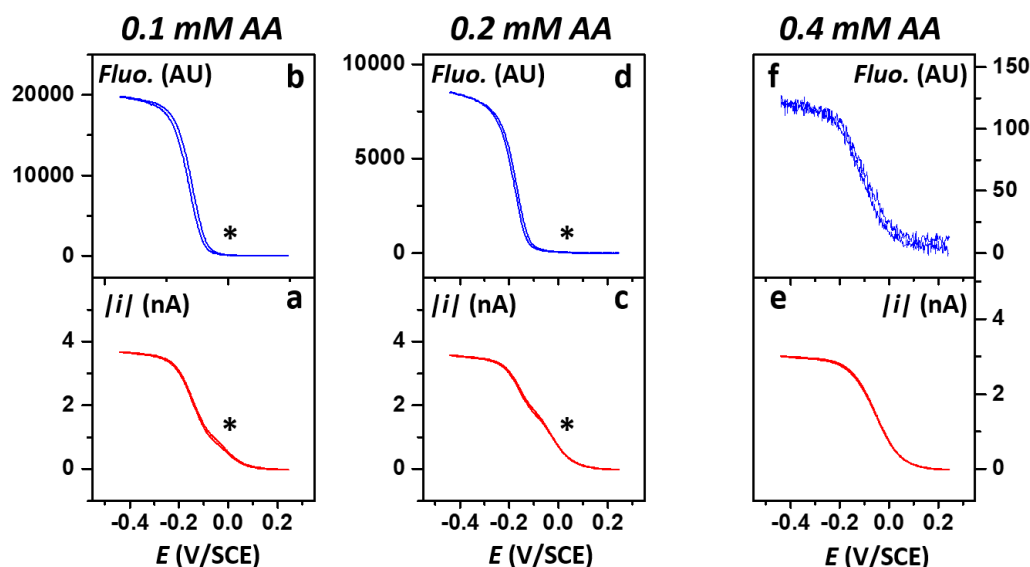 0.1 mM AA
0.2 mM AA
0.4 mM AA
Fluo. (AU) b
20000
10000
0
*
Fluo. (AU) d
10000
5000
0
*
f Fluo. (AU)
150
100
50
0
|i| (nA) a
4
2
0
*
|i| (nA) c
4
2
0
*
e |i| (nA)
4
2
0
-0.4 -0.2 0.0 0.2
-0.4 -0.2 0.0 0.2
-0.4 -0.2 0.0 0.2
E (V/SCE)
E (V/SCE)
E (V/SCE)